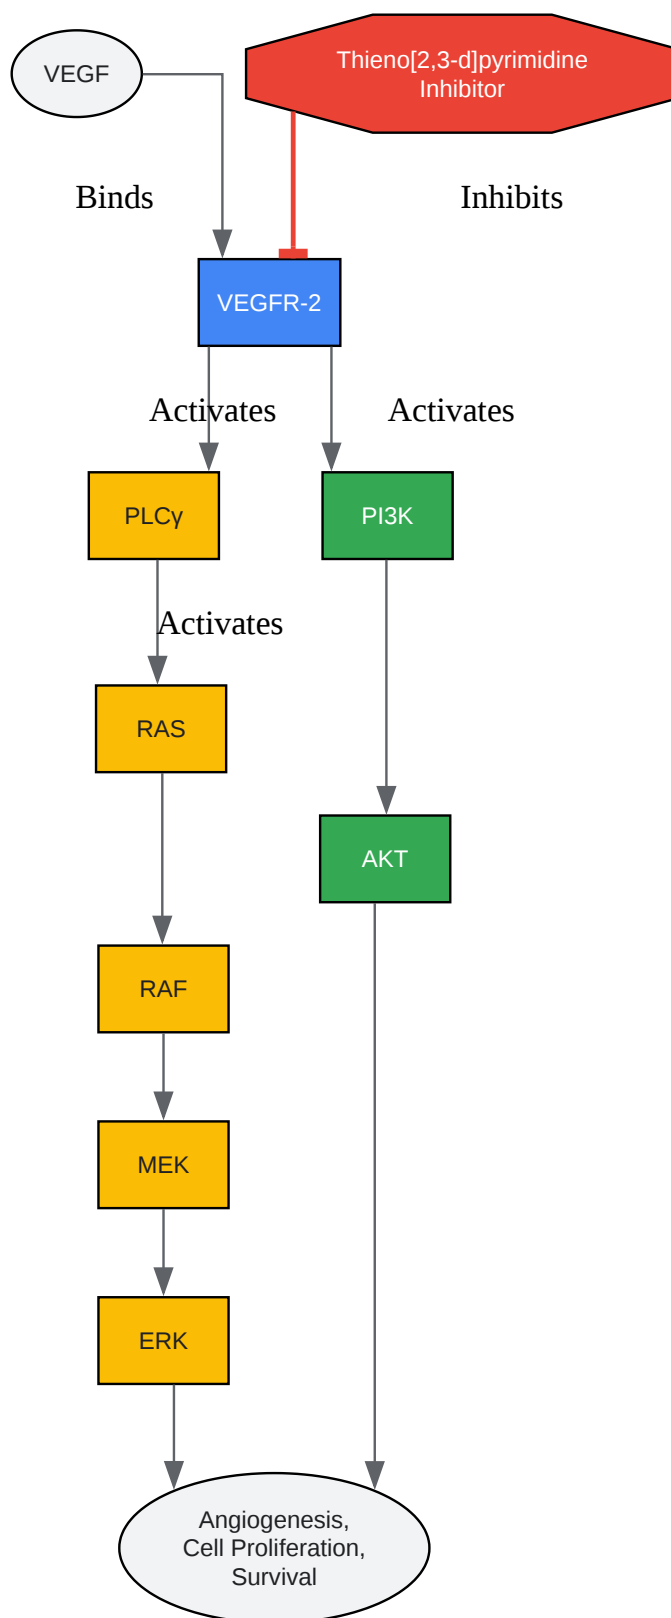 VEGF
Thieno[2,3-d]pyrimidine
Inhibitor
Binds
Inhibits
VEGFR-2
Activates
Activates
PLCγ
PI3K
Activates
RAS
AKT
RAF
MEK
ERK
Angiogenesis,
Cell Proliferation,
Survival